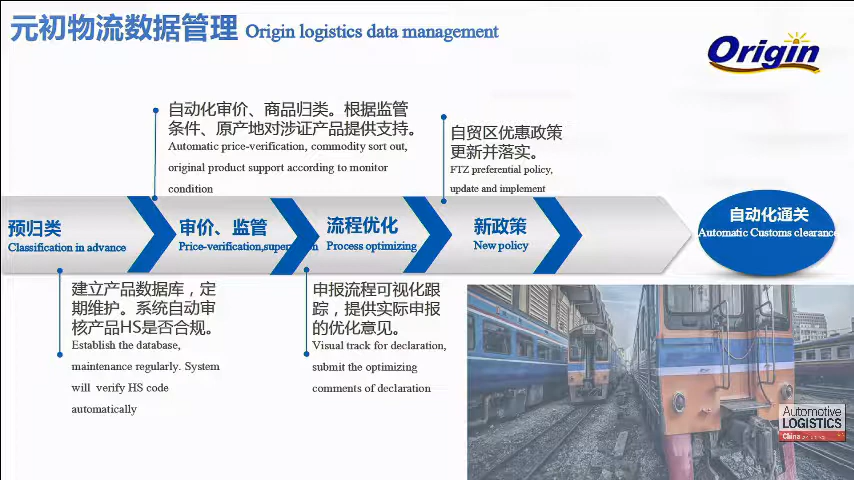 元初物流数据管理 Origin logistics data management
Origin
自动化审价、商品归类。根据监管
条件、原产地对涉证产品提供支持。
Automatic price-verification, commodity sort out,
original product support according to monitor
condition
自贸区优惠政策
更新并落实。
FTZ preferential policy,
update and implement
预归类
Classification in advance
审价、监管
Price-verification,supervision
流程优化
Process optimizing
新政策
New policy
自动化通关
Automatic Customs clearance
建立产品数据库，定
期维护。系统自动审
核产品HS是否合规。
Establish the database,
maintenance regularly. System
will verify HS code
automatically
申报流程可视化跟
踪，提供实际申报
的优化意见。
Visual track for declaration,
submit the optimizing
comments of declaration
Automotive
LOGISTICS
China